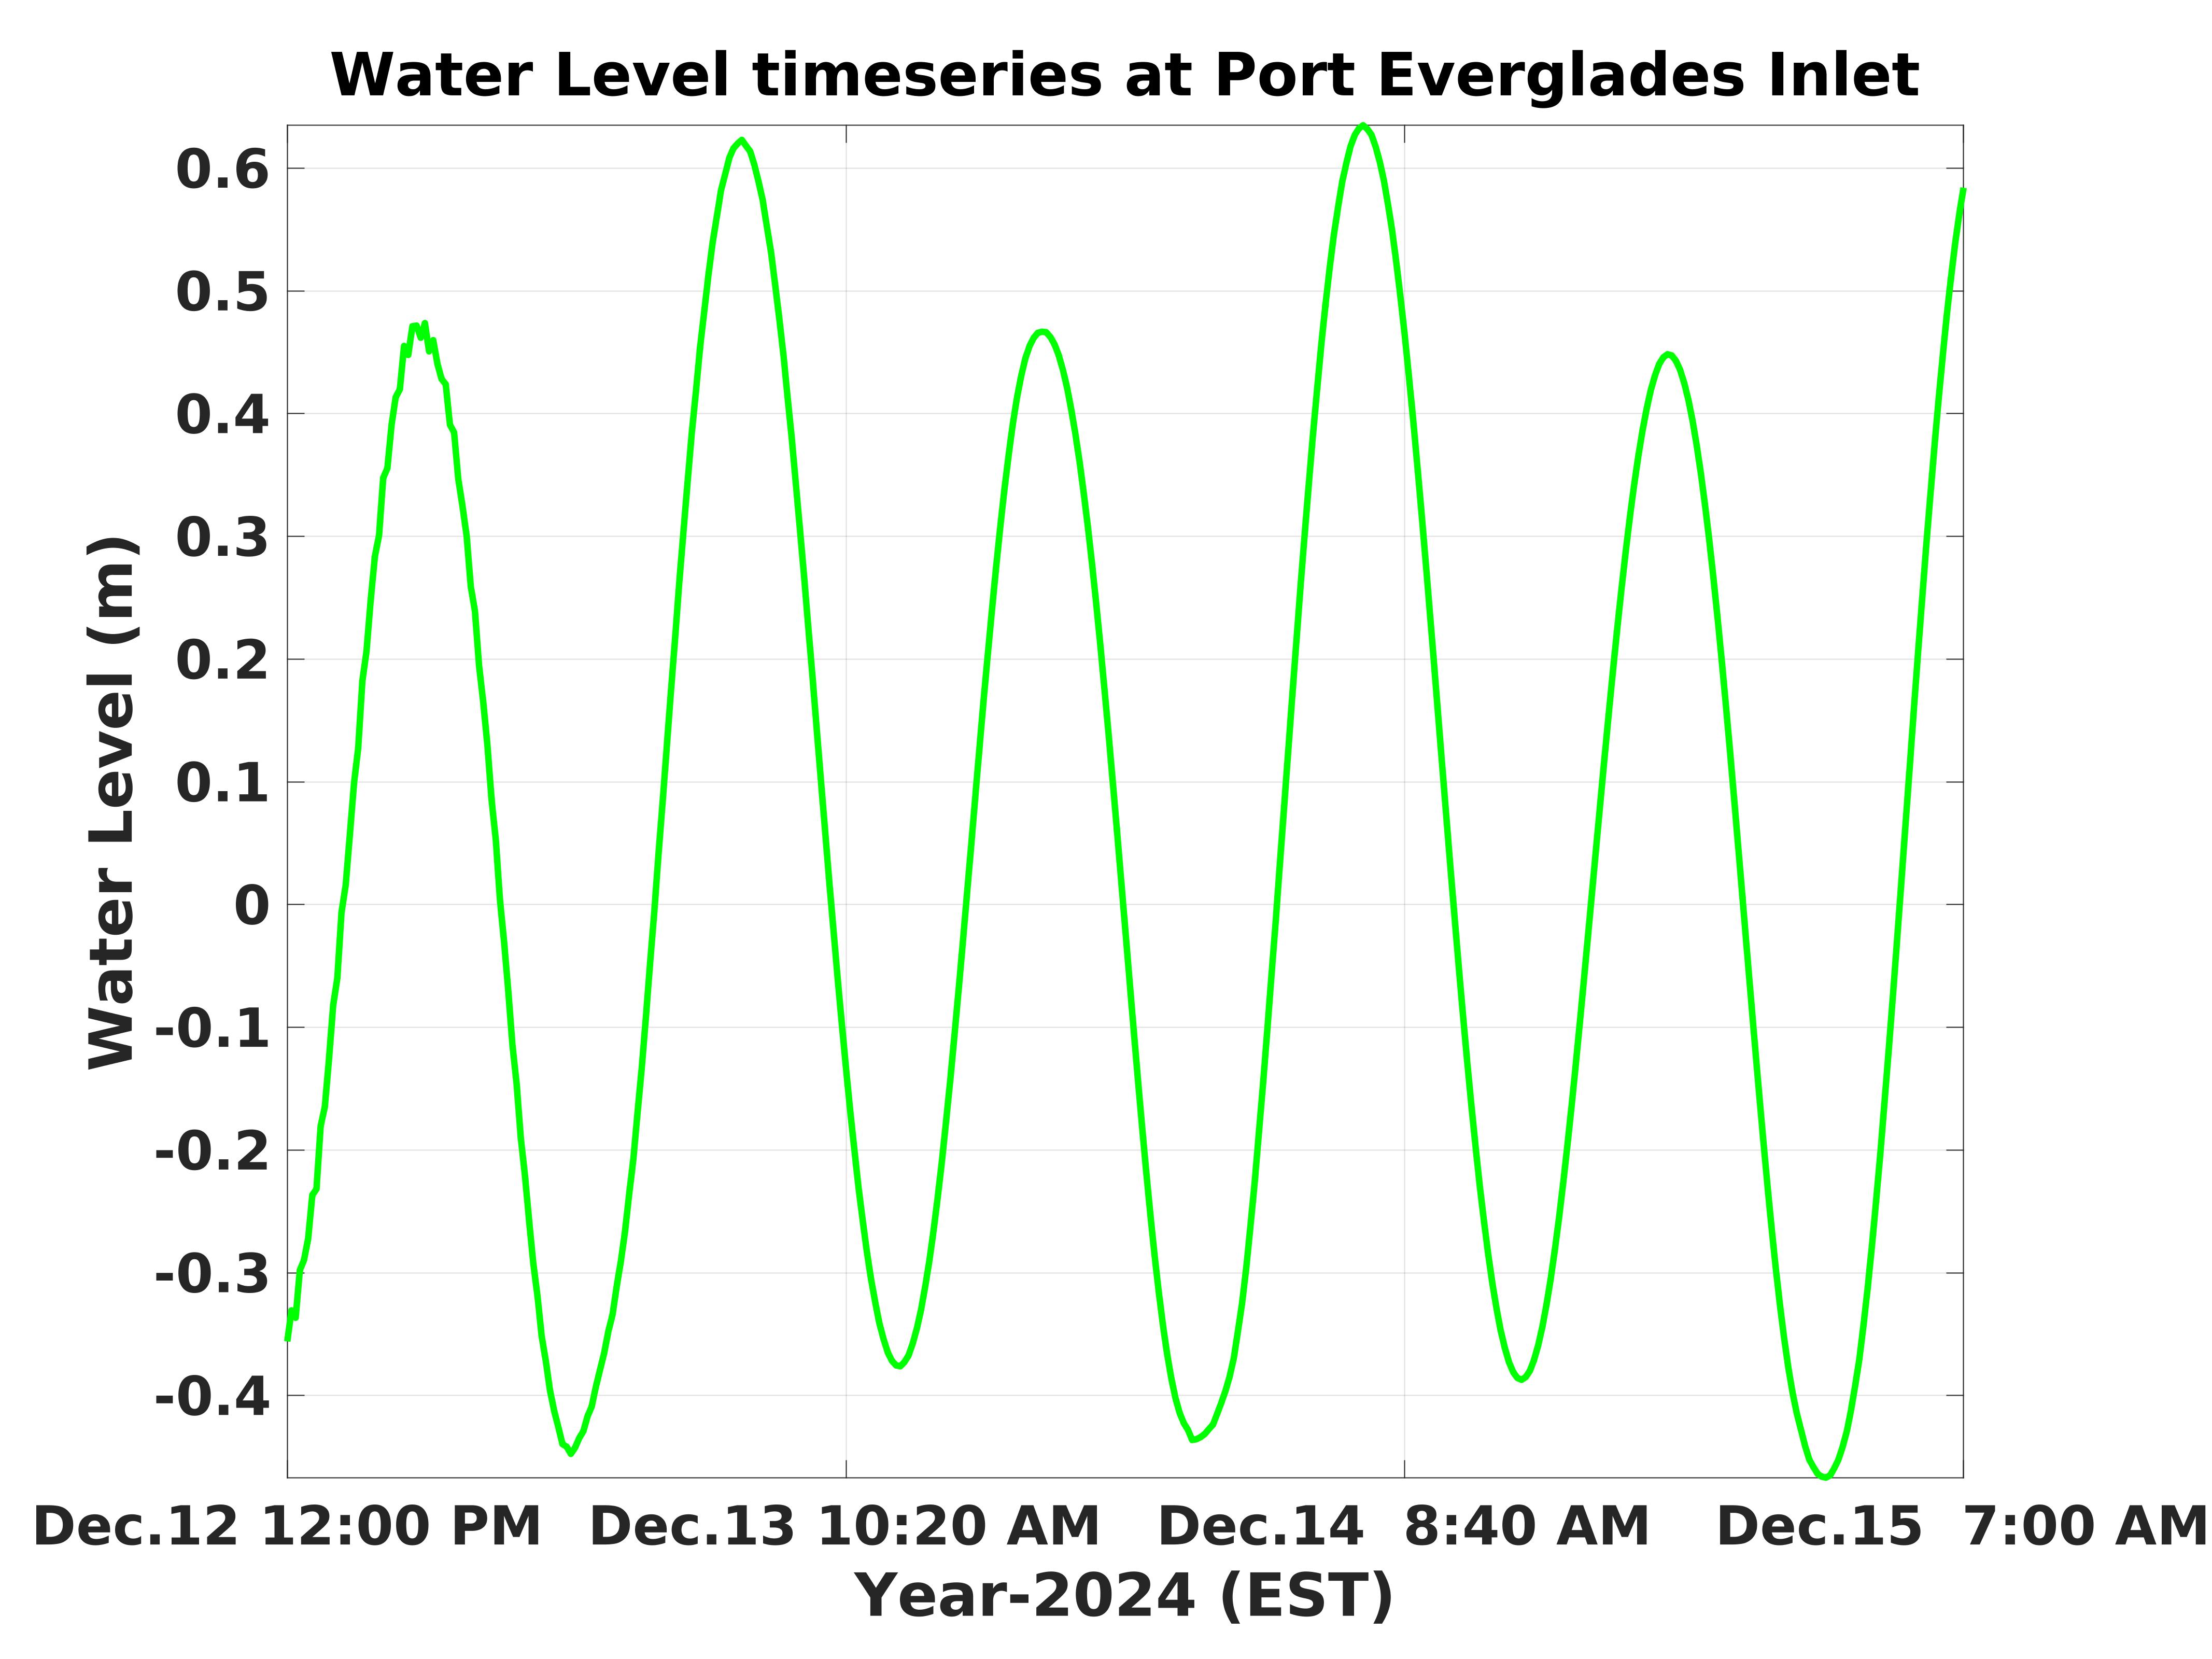 Water Level timeseries at Port Everglades Inlet
0.6
0.5
0.4
0.3
0.2
0.1
0
-0.1
-0.2
-0.3
-0.4
Water Level (m)
Dec.12 12:00 PM Dec.13 10:20 AM Dec.14 8:40 AM Dec.15 7:00 AM
Year-2024 (EST)